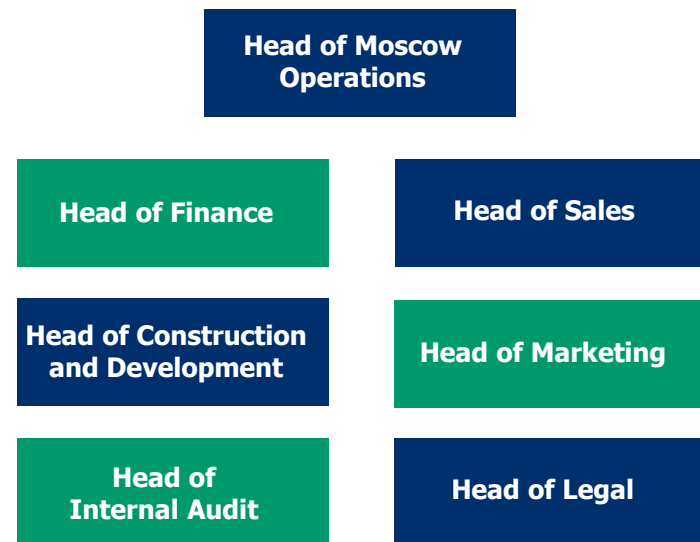 Head of Moscow
Operations
Head of Finance
Head of Sales
Head of Construction
and Development
Head of Marketing
Head of
Internal Audit
Head of Legal